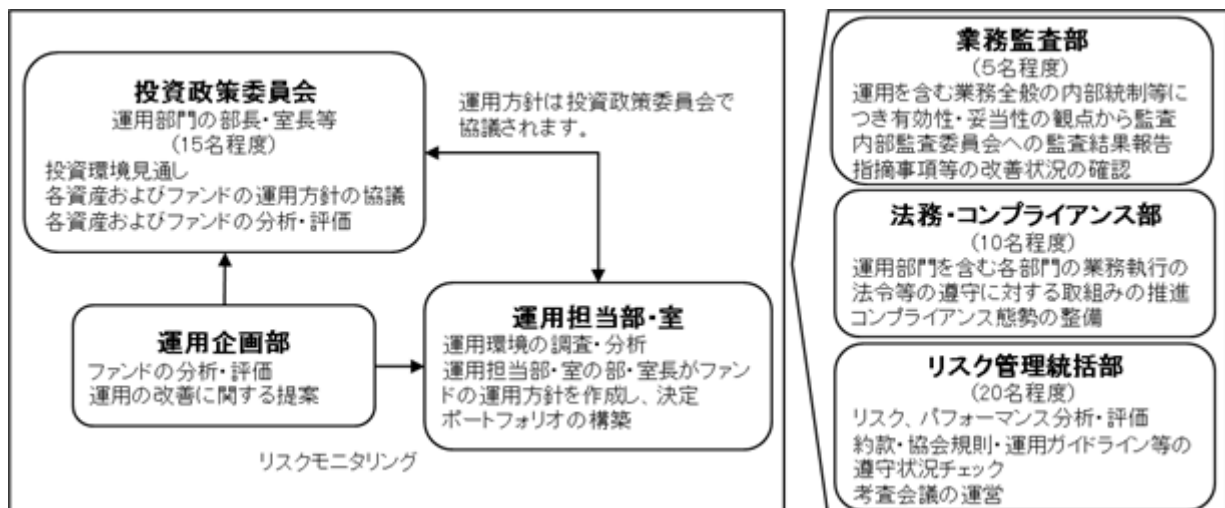 投資政策委員会
運用部門の部長・室長等
(15名程度)
投資環境見通し
各資産およびファンドの運用方針の協議
各資産およびファンドの分析・評価
運用方針は投資政策委員会で
協議されます。
運用企画部
ファンドの分析・評価
運用の改善に関する提案
運用担当部・室
運用環境の調査・分析
運用担当部・室の部・室長がファン
ドの運用方針を作成し、決定
ポートフォリオの構築
リスクモニタリング
業務監査部
(5名程度)
運用を含む業務全般の内部統制等に
つき有効性・妥当性の観点から監査
内部監査委員会への監査結果報告
指摘事項等の改善状況の確認
法務・コンプライアンス部
(10名程度)
運用部門を含む各部門の業務執行の
法令等の遵守に対する取組みの推進
コンプライアンス態勢の整備
リスク管理統括部
(20名程度)
リスク、パフォーマンス分析・評価
約款・協会規則・運用ガイドライン等の
遵守状況チェック
考査会議の運営